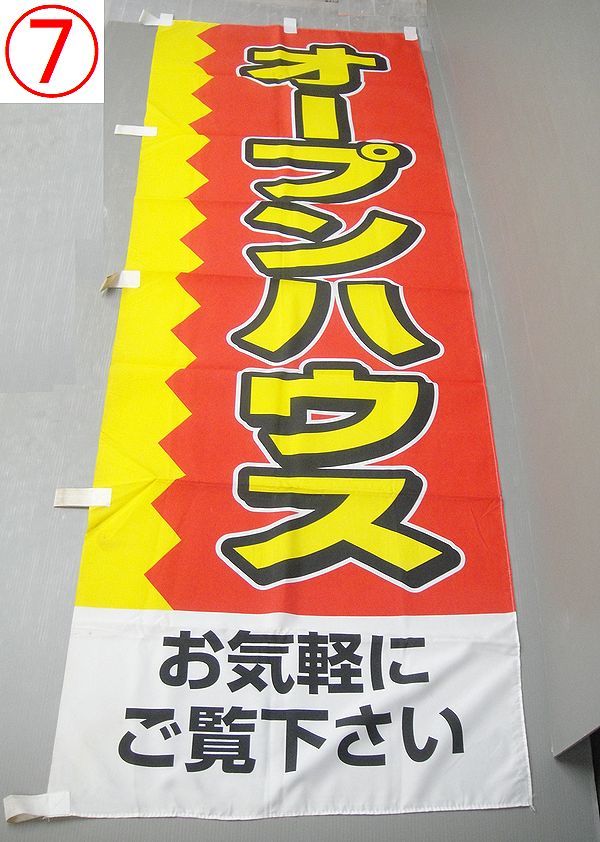 ⑦
オープンハウス
お気軽に
ご覧下さい